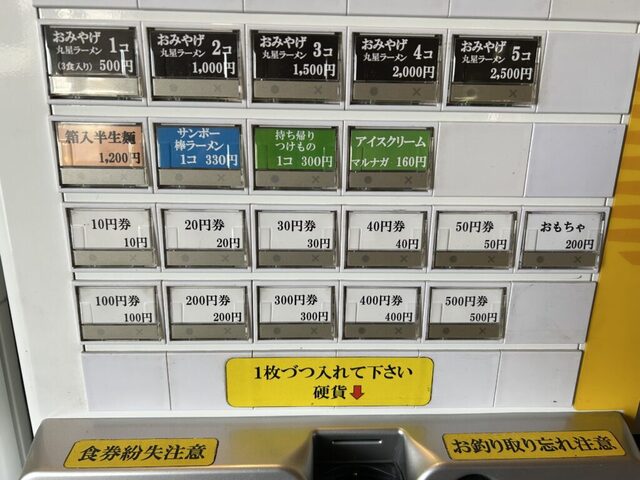 おみやげ 1コ
丸星ラーメン
(3食入り) 500円
おみやげ 2コ
丸星ラーメン
1,000円
おみやげ 3コ
丸星ラーメン
1,500円
おみやげ 4コ
丸星ラーメン
2,000円
おみやげ 5コ
丸星ラーメン
2,500円
箱入半生麺
1,200円
サンポー
棒ラーメン
1コ 330円
持ち帰り
つけもの
1コ 300円
アイスクリーム
マルナガ 160円
10円券
10円
20円券
20円
30円券
30円
40円券
40円
50円券
50円
おもちゃ
200円
100円券
100円
200円券
200円
300円券
300円
400円券
400円
500円券
500円
1枚づつ入れて下さい
硬貨↓
食券紛失注意
お釣り取り忘れ注意